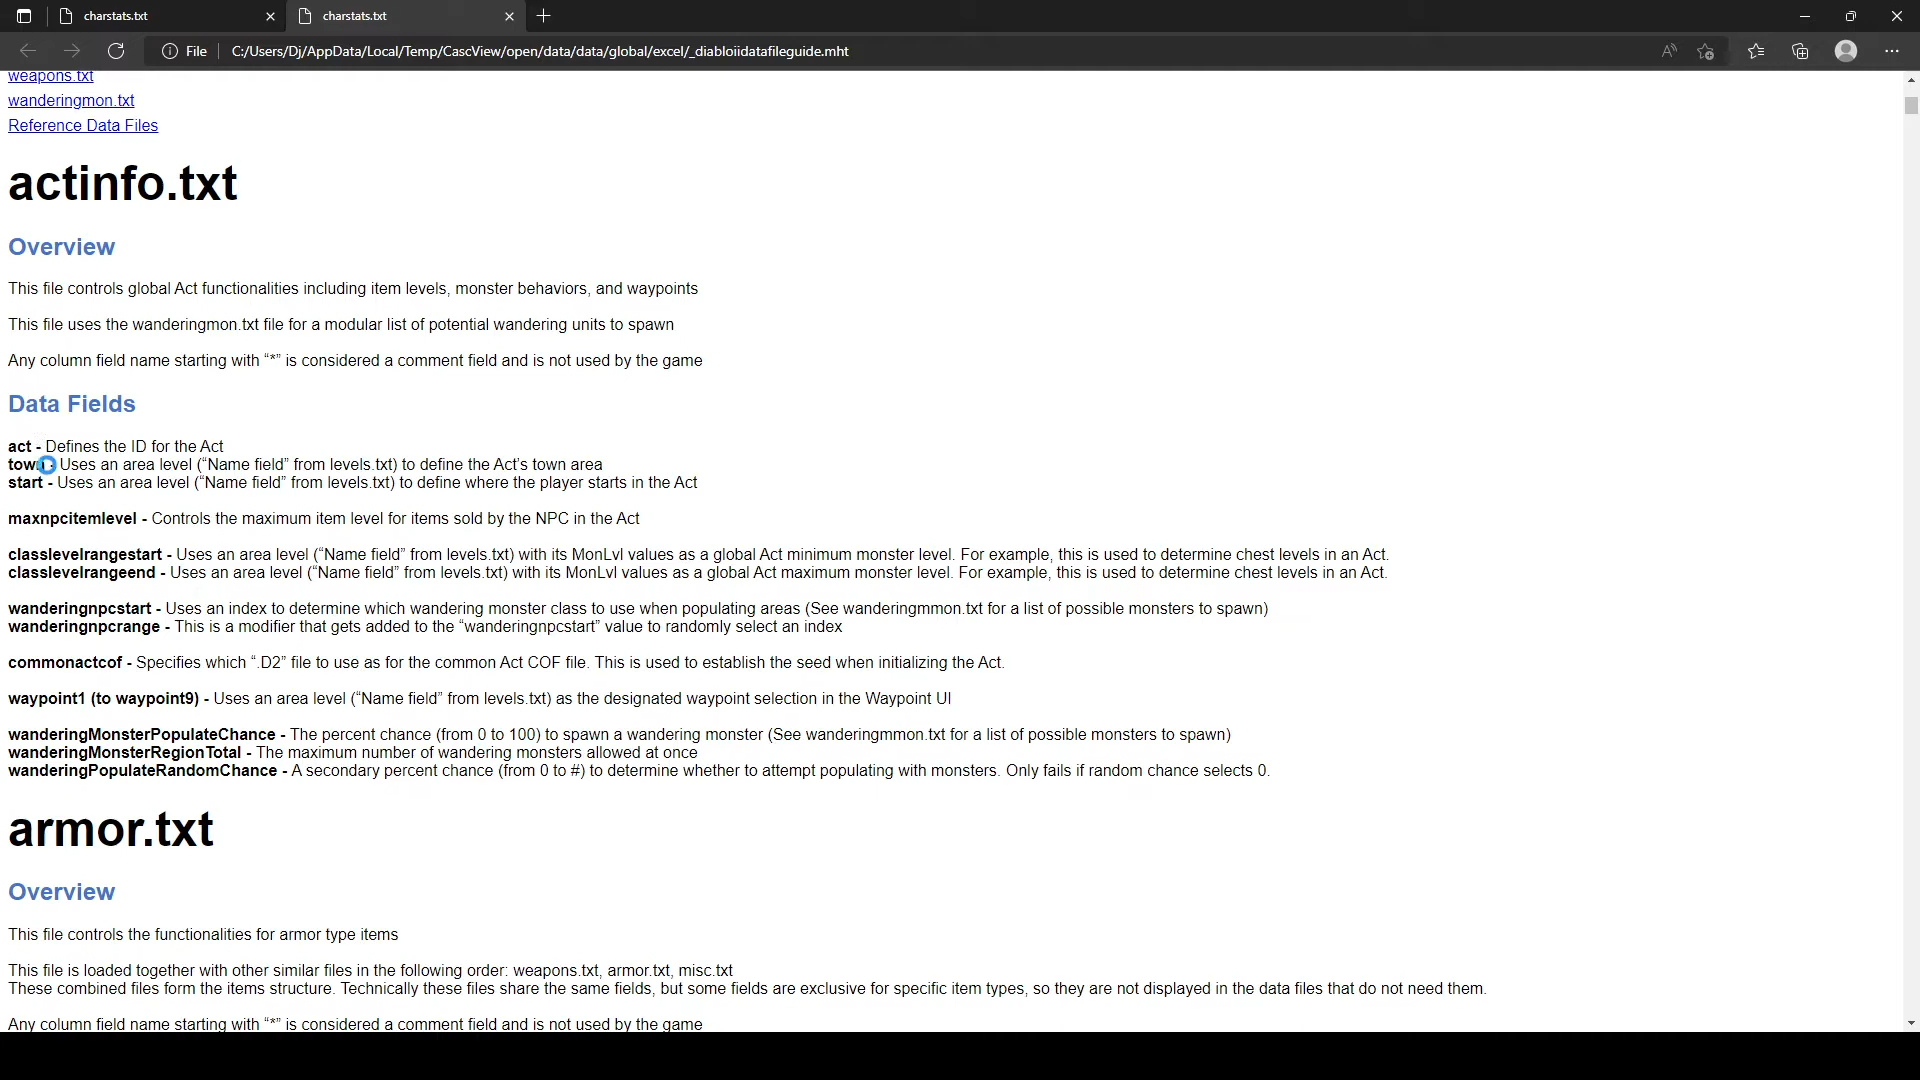 charstats.txt
charstats.txt
File
C:/Users/Dj/AppData/Local/Temp/CascView/open/data/data/global/excel/_diabloiidatafileguide.mht
weapons.txt
wanderingmon.txt
Reference Data Files
actinfo.txt
Overview
This file controls global Act functionalities including item levels, monster behaviors, and waypoints
This file uses the wanderingmon.txt file for a modular list of potential wandering units to spawn
Any column field name starting with “*” is considered a comment field and is not used by the game
Data Fields
act - Defines the ID for the Act
town - Uses an area level (“Name field” from levels.txt) to define the Act’s town area
start - Uses an area level (“Name field” from levels.txt) to define where the player starts in the Act
maxnpcitemlevel - Controls the maximum item level for items sold by the NPC in the Act
classlevelrangestart - Uses an area level (“Name field” from levels.txt) with its MonLvl values as a global Act minimum monster level. For example, this is used to determine chest levels in an Act.
classlevelrangeend - Uses an area level (“Name field” from levels.txt) with its MonLvl values as a global Act maximum monster level. For example, this is used to determine chest levels in an Act.
wanderingnpcstart - Uses an index to determine which wandering monster class to use when populating areas (See wanderingmmon.txt for a list of possible monsters to spawn)
wanderingnpcrange - This is a modifier that gets added to the “wanderingnpcstart” value to randomly select an index
commonactcof - Specifies which “.D2” file to use as for the common Act COF file. This is used to establish the seed when initializing the Act.
waypoint1 (to waypoint9) - Uses an area level (“Name field” from levels.txt) as the designated waypoint selection in the Waypoint UI
wanderingMonsterPopulateChance - The percent chance (from 0 to 100) to spawn a wandering monster (See wanderingmmon.txt for a list of possible monsters to spawn)
wanderingMonsterRegionTotal - The maximum number of wandering monsters allowed at once
wanderingPopulateRandomChance - A secondary percent chance (from 0 to #) to determine whether to attempt populating with monsters. Only fails if random chance selects 0.
armor.txt
Overview
This file controls the functionalities for armor type items
This file is loaded together with other similar files in the following order: weapons.txt, armor.txt, misc.txt
These combined files form the items structure. Technically these files share the same fields, but some fields are exclusive for specific item types, so they are not displayed in the data files that do not need them.
Any column field name starting with “*” is considered a comment field and is not used by the game